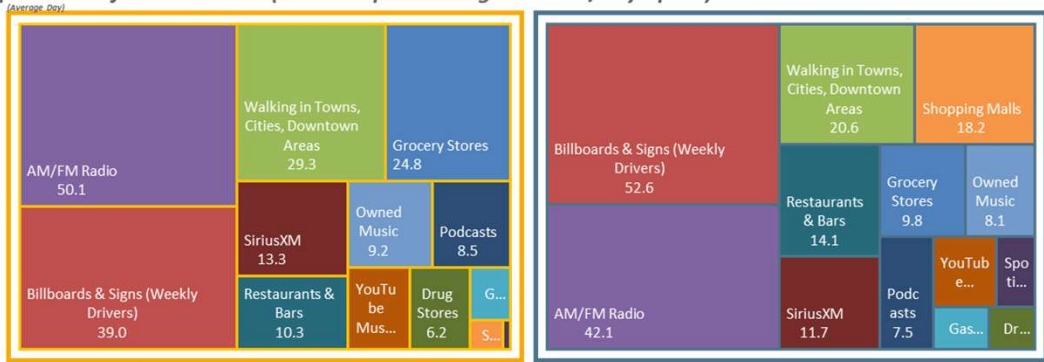 (Average Day)
AM/FM Radio
50.1
Billboards & Signs (Weekly
Drivers)
39.0
Walking in Towns,
Cities, Downtown
Areas
29.3
Grocery Stores
24.8
SiriusXM
13.3
Restaurants &
Bars
10.3
Owned
Music
9.2
Podcasts
8.5
YouTu
be
Mus...
Drug
Stores
6.2
G...
S...
Billboards & Signs (Weekly
Drivers)
52.6
AM/FM Radio
42.1
Walking in Towns,
Cities, Downtown
Areas
20.6
Shopping Malls
18.2
Restaurants
& Bars
14.1
SiriusXM
11.7
Grocery
Stores
9.8
Owned
Music
8.1
Podc
asts
7.5
YouTub
e...
Spo
ti...
Gas...
Dr...